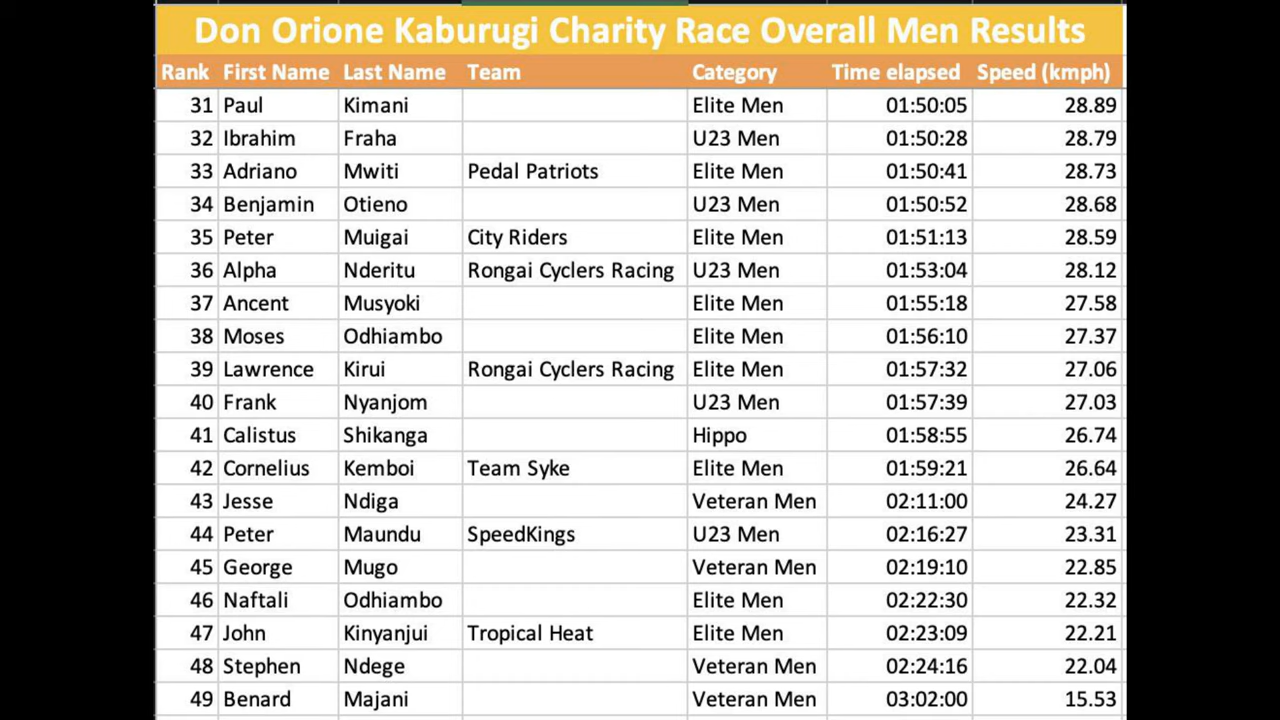 Don Orione Kaburugi Charity Race Overall Men Results
Rank First Name Last Name Team Category Time elapsed Speed (kmph)
31 Paul Kimani Elite Men 01:50:05 28.89
32 Ibrahim Fraha U23 Men 01:50:28 28.79
33 Adriano Mwiti Pedal Patriots Elite Men 01:50:41 28.73
34 Benjamin Otieno U23 Men 01:50:52 28.68
35 Peter Muigai City Riders Elite Men 01:51:13 28.59
36 Alpha Nderitu Rongai Cyclers Racing U23 Men 01:53:04 28.12
37 Ancent Musyoki Elite Men 01:55:18 27.58
38 Moses Odhiambo Elite Men 01:56:10 27.37
39 Lawrence Kirui Rongai Cyclers Racing Elite Men 01:57:32 27.06
40 Frank Nyanjom U23 Men 01:57:39 27.03
41 Calistus Shikanga Hippo 01:58:55 26.74
42 Cornelius Kemboi Team Syke Elite Men 01:59:21 26.64
43 Jesse Ndiga Veteran Men 02:11:00 24.27
44 Peter Maundu SpeedKings U23 Men 02:16:27 23.31
45 George Mugo Veteran Men 02:19:10 22.85
46 Naftali Odhiambo Elite Men 02:22:30 22.32
47 John Kinyanjui Tropical Heat Elite Men 02:23:09 22.21
48 Stephen Ndege Veteran Men 02:24:16 22.04
49 Benard Majani Veteran Men 03:02:00 15.53